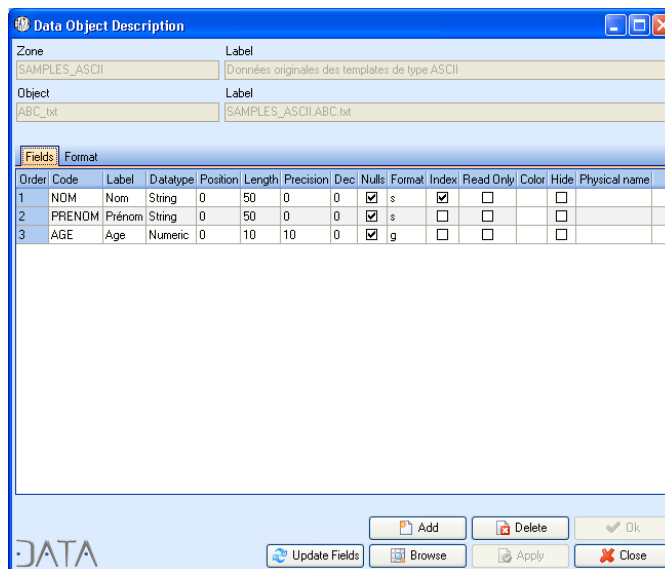 Data Object Description
Zone Label
SAMPLES_ASCII Données originales des templates de type ASCII
Object Label
ABC_txt SAMPLES_ASCII.ABC.txt
Fields Format
Order Code Label Datatype Position Length Precision Dec Nulls Format Index Read Only Color Hide Physical name
1 NOM Nom String 0 50 0 0 s
2 PRENOM Prénom String 0 50 0 0 s
3 AGE Age Numeric 0 10 10 0 g
Add Delete Ok
DATA Update Fields Browse Apply Close